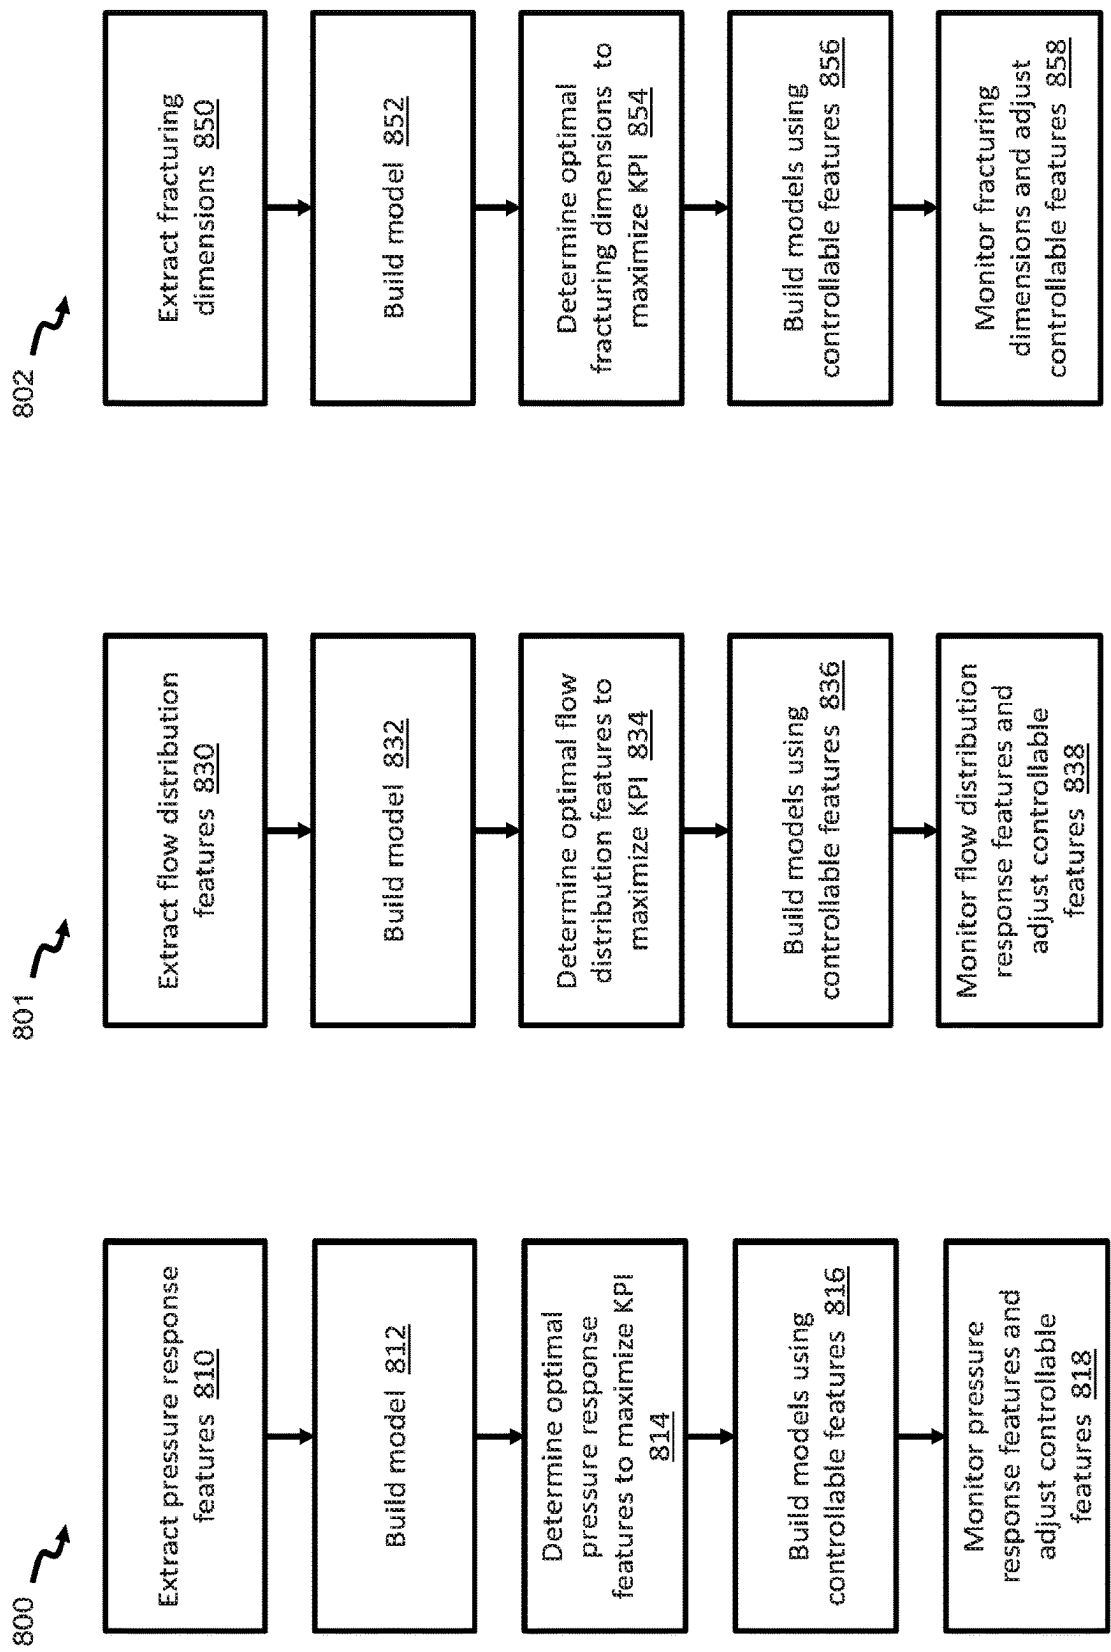 800
Extract pressure response
features 810
Build model 812
Determine optimal
pressure response
features to maximize KPI
814
Build models using
controllable features 816
Monitor pressure
response features and
adjust controllable
features 818
801
Extract flow distribution
features 830
Build model 832
Determine optimal flow
distribution features to
maximize KPI 834
Build models using
controllable features 836
Monitor flow distribution
response features and
adjust controllable
features 838
802
Extract fracturing
dimensions 850
Build model 852
Determine optimal
fracturing dimensions to
maximize KPI 854
Build models using
controllable features 856
Monitor fracturing
dimensions and adjust
controllable features 858